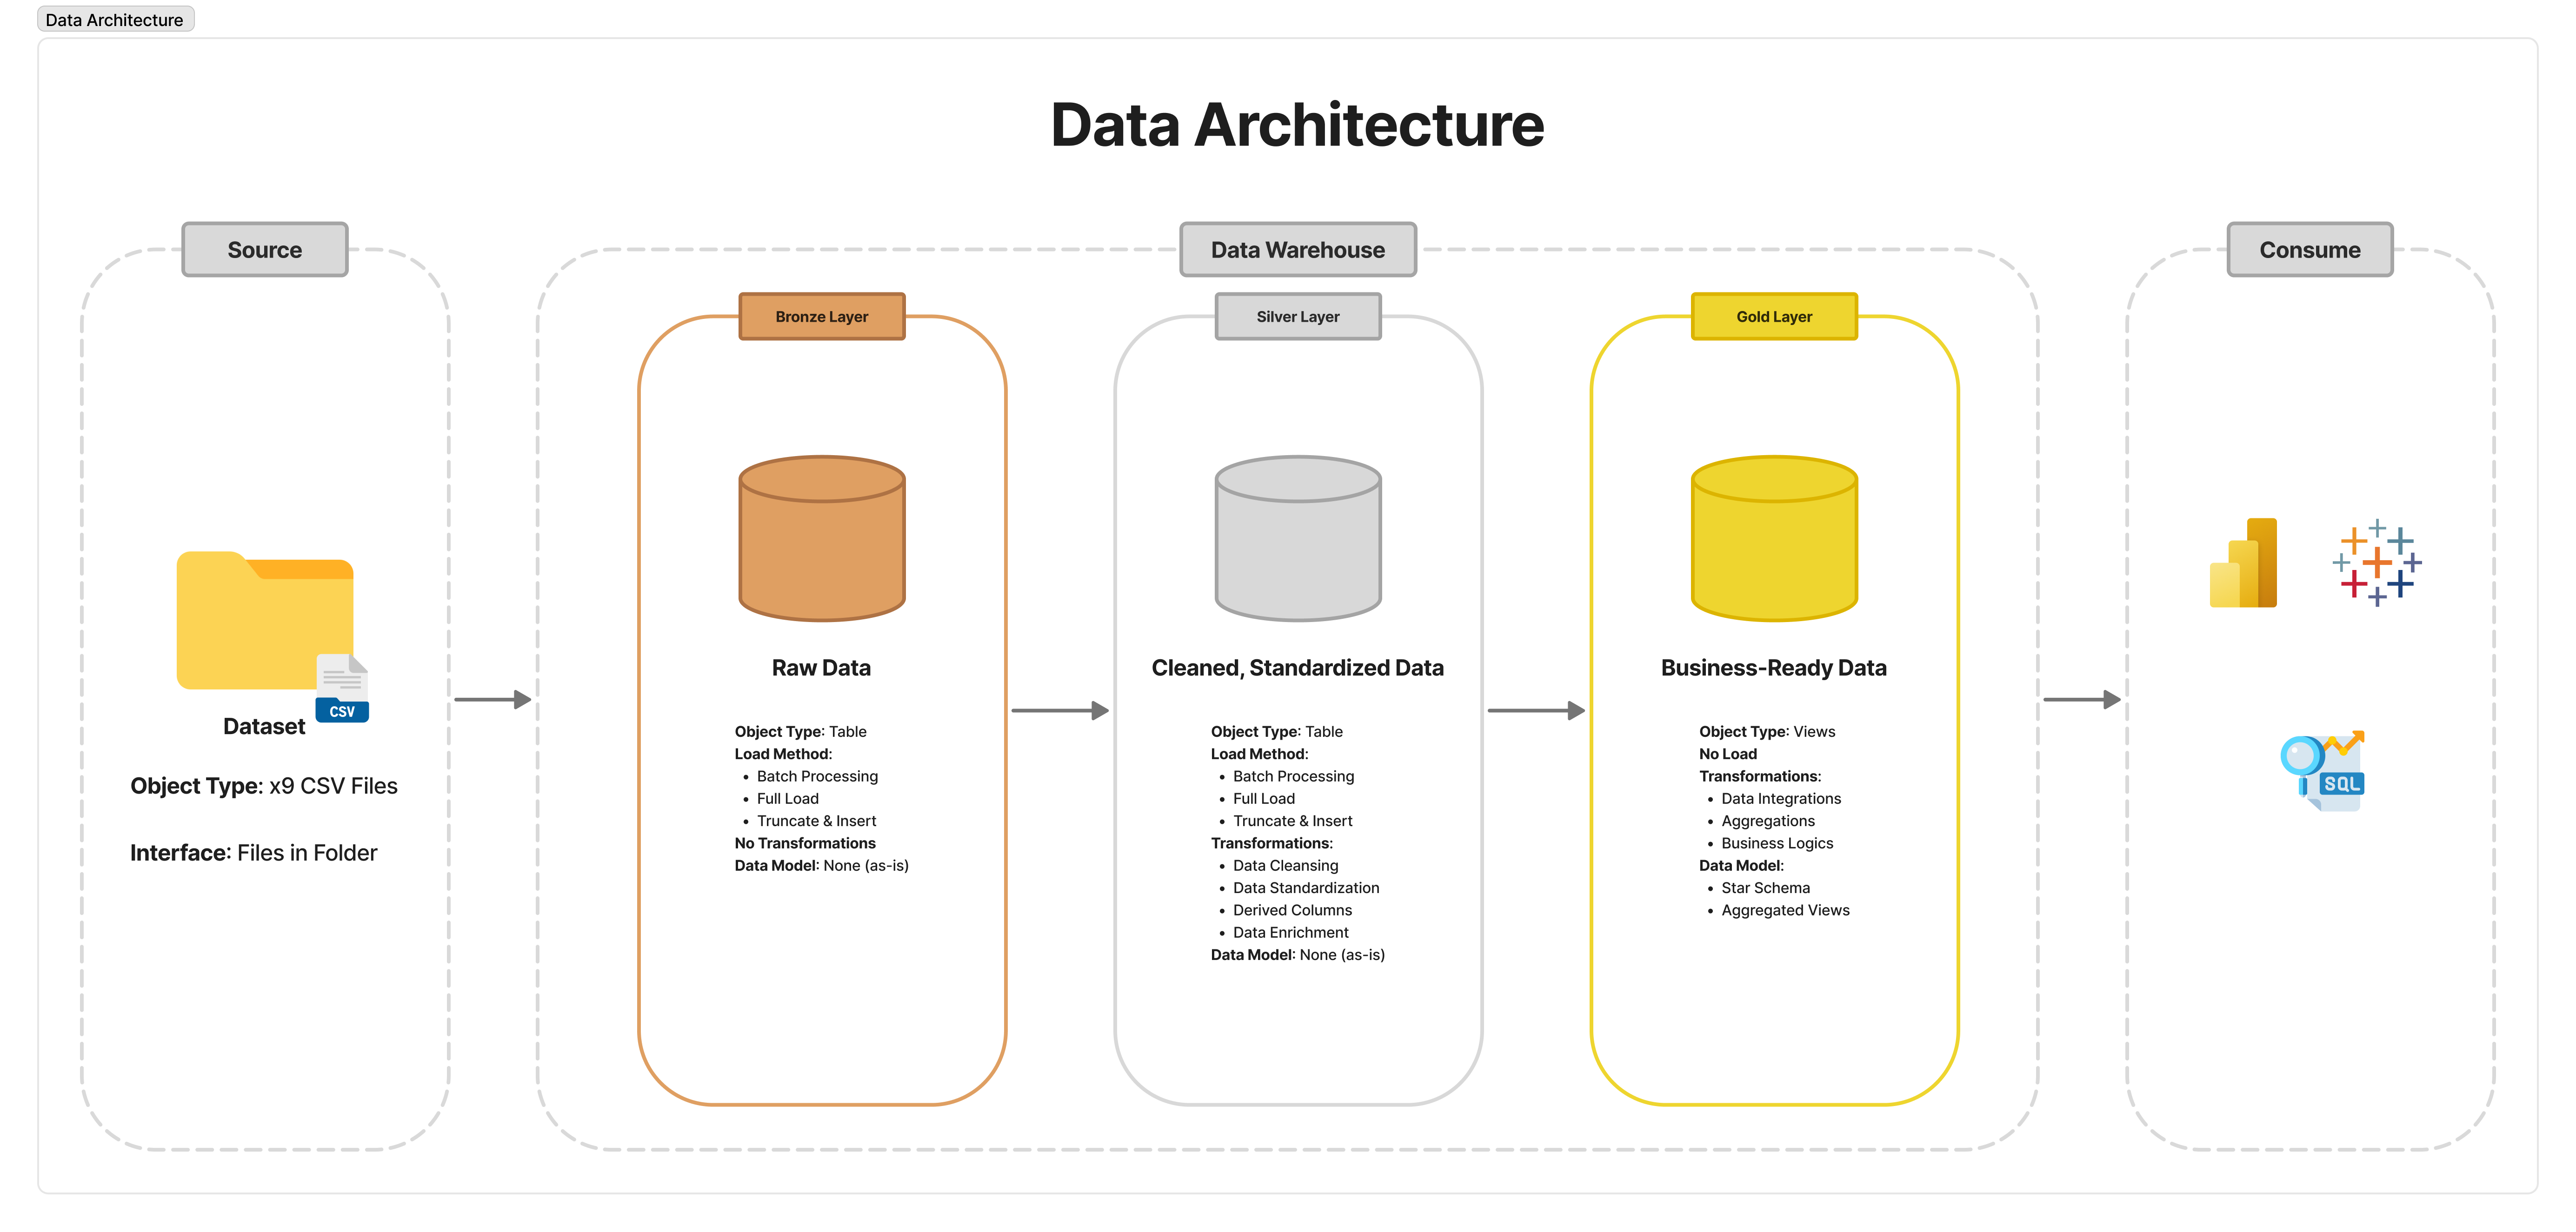 Data Architecture
Data Architecture
Source
Dataset
CSV
Object Type: x9 CSV Files
Interface: Files in Folder
Data Warehouse
Bronze Layer
Raw Data
Object Type: Table
Load Method:
• Batch Processing
• Full Load
• Truncate & Insert
No Transformations
Data Model: None (as-is)
Silver Layer
Cleaned, Standardized Data
Object Type: Table
Load Method:
• Batch Processing
• Full Load
• Truncate & Insert
Transformations:
• Data Cleansing
• Data Standardization
• Derived Columns
• Data Enrichment
Data Model: None (as-is)
Gold Layer
Business-Ready Data
Object Type: Views
No Load
Transformations:
• Data Integrations
• Aggregations
• Business Logics
Data Model:
• Star Schema
• Aggregated Views
Consume
SQL